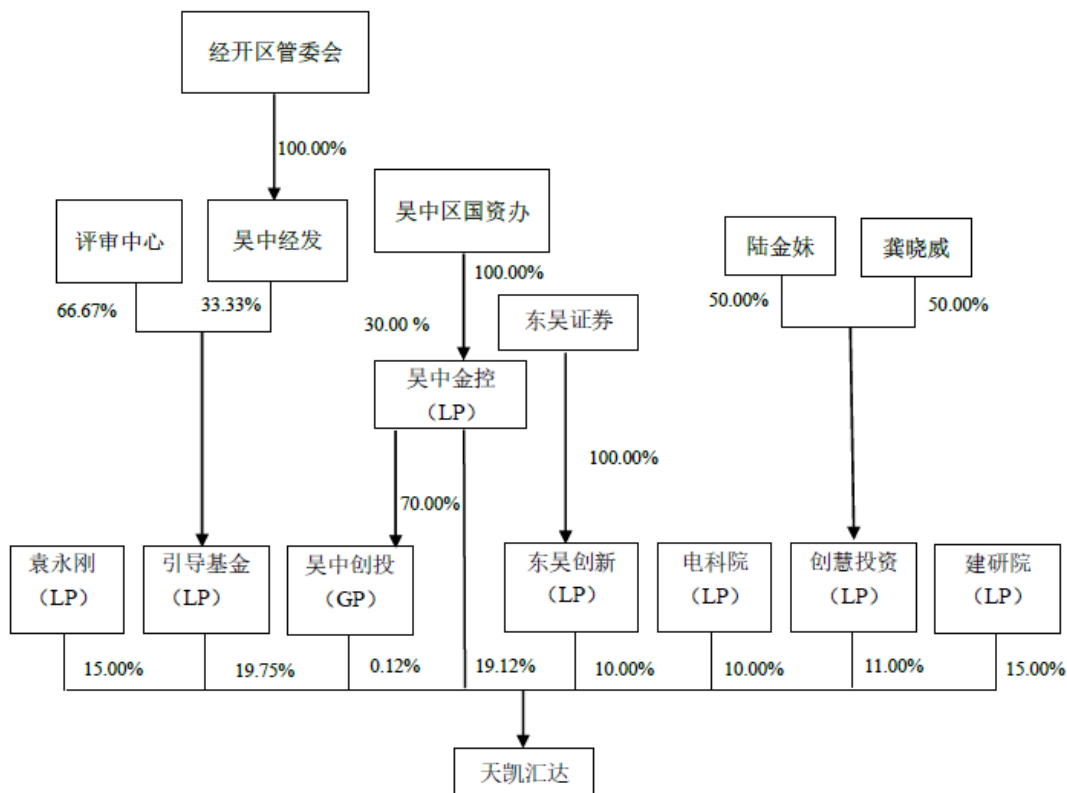 经开区管委会
100.00%
吴中区国资办
评审中心
吴中经发
陆金妹
龚晓威
100.00%
66.67%
33.33%
50.00%
50.00%
30.00 %
东吴证券
吴中金控
（LP）
100.00%
70.00%
袁永刚
（LP）
引导基金
（LP）
吴中创投
（GP）
东吴创新
（LP）
电科院
（LP）
创慧投资
（LP）
建研院
（LP）
15.00%
19.75%
0.12%
19.12%
10.00%
10.00%
11.00%
15.00%
天凯汇达